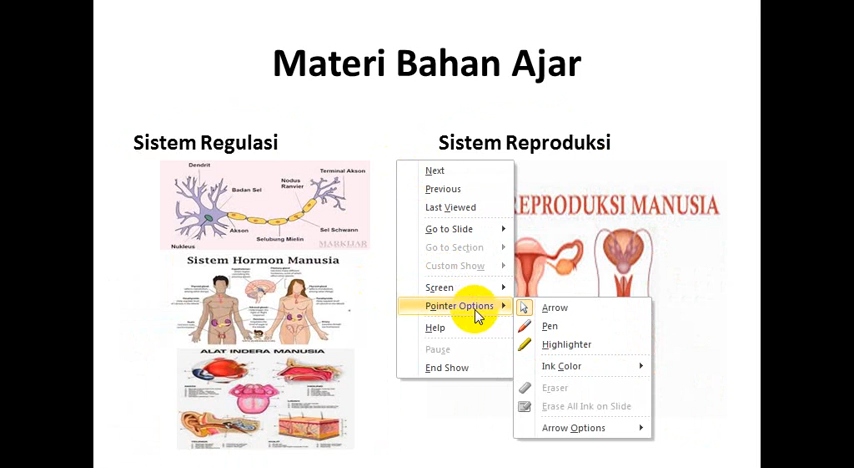 Materi Bahan Ajar
Sistem Regulasi
Sistem Reproduksi
Dendrit
Terminal Akson
Nodus Ranvier
Badan Sel
Akson
Sel Schwann
Selubung Mielin
Nukleus
MARKIJAR
Sistem Hormon Manusia
ALAT INDERA MANUSIA
REPRODUKSI MANUSIA
Next
Previous
Last Viewed
Go to Slide
Go to Section
Custom Show
Screen
Pointer Options
Help
Pause
End Show
Arrow
Pen
Highlighter
Ink Color
Eraser
Erase All Ink on Slide
Arrow Options